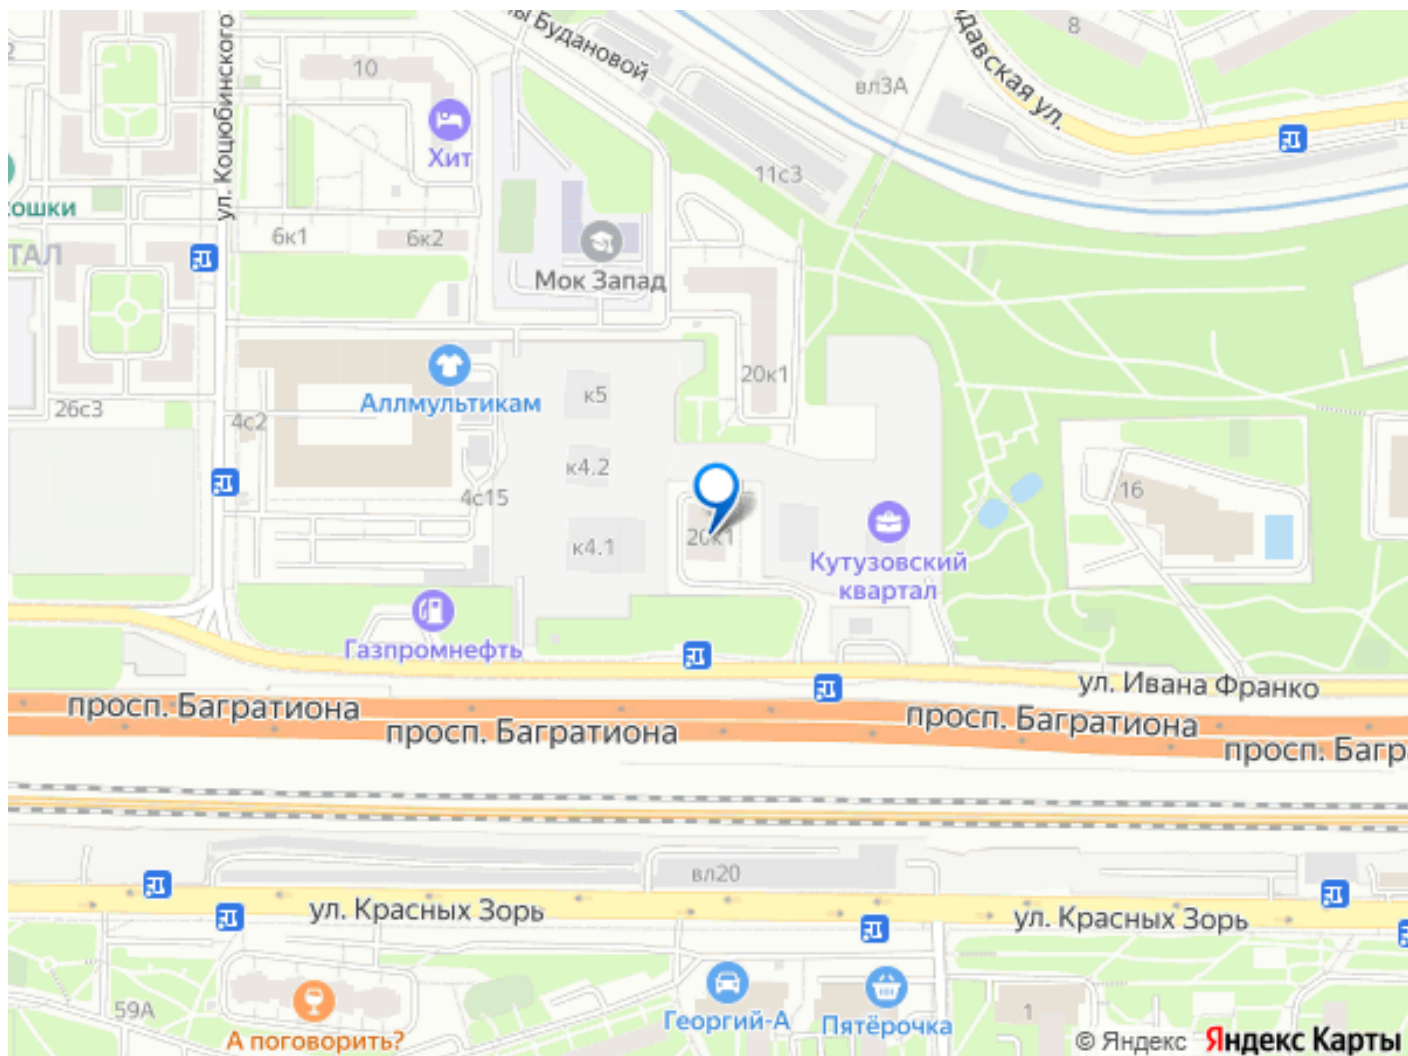 8
ны Будановой
ул. Коцюбинского
10
вл3А
давская ул.
Хит
11с3
ошки
6к1
6к2
ТАЛ
Мок Запад
20к1
Аллмультикам
к5
26с3
4с2
к4.2
4с15
16
20к1
к4.1
Кутузовский
квартал
Газпромнефть
ул. Ивана Франко
просп. Багратиона
просп. Багратиона
просп. Багратиона
просп. Багр
вл20
ул. Красных Зорь
ул. Красных Зорь
59А
1
Георгий-А
Пятёрочка
А поговорить?
© Яндекс Яндекс Карты